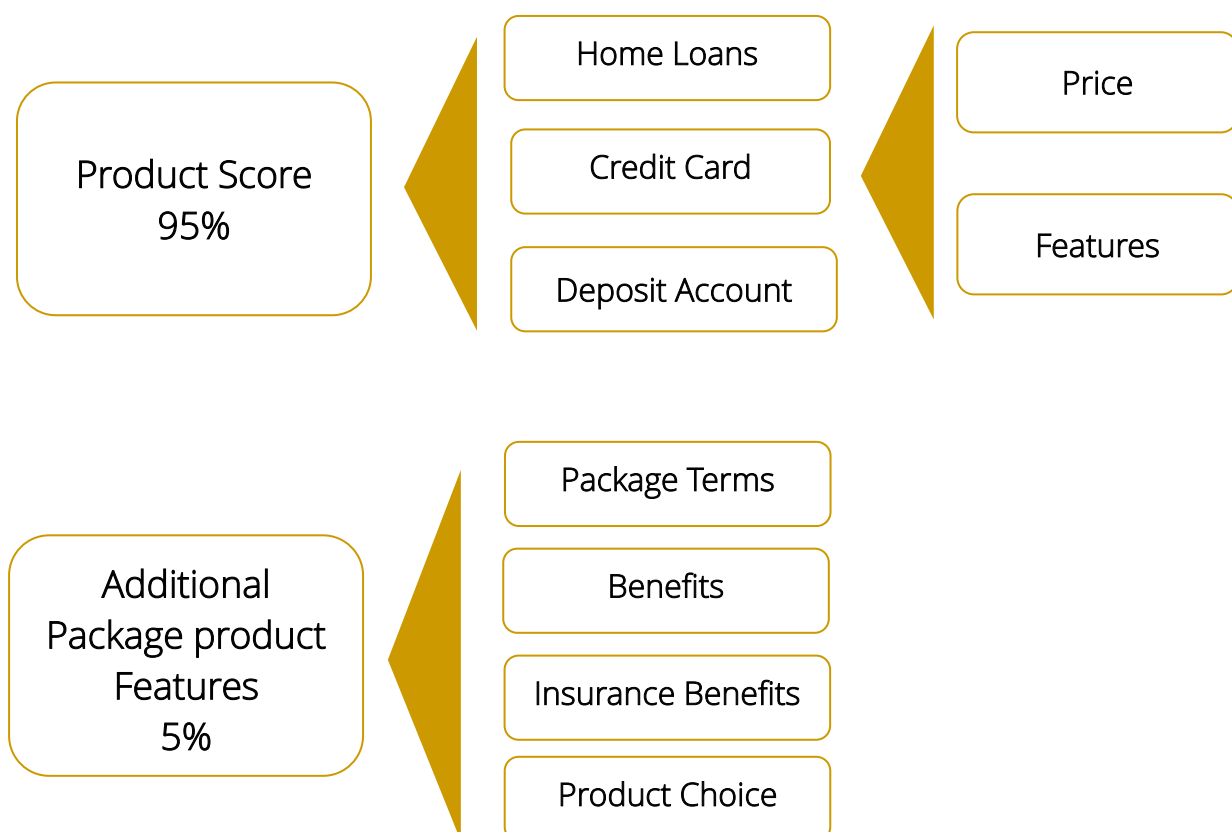 Product Score
95%
Home Loans
Credit Card
Deposit Account
Price
Features
Additional
Package product
Features
5%
Package Terms
Benefits
Insurance Benefits
Product Choice